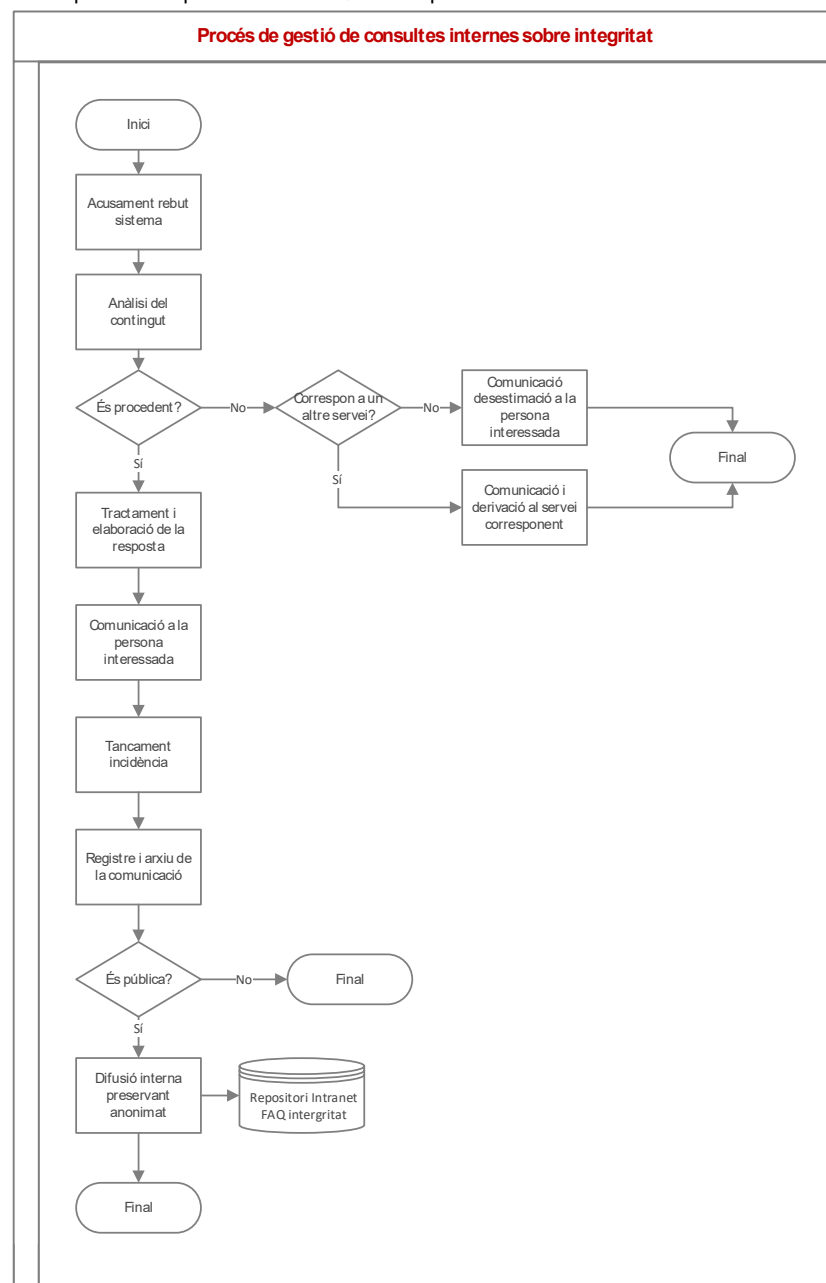 Procés de gestió de consultes internes sobre integritat
Inici
Acusament rebut
sistema
Anàlisi del
contingut
És procedent?
No
Correspon a un
altre servei?
No
Comunicació
desestimació a la
persona
interessada
Final
Sí
Sí
Comunicació i
derivació al servei
corresponent
Tractament i
elaboració de la
resposta
Comunicació a la
persona
interessada
Tancament
incidència
Registre i arxiu de
la comunicació
És pública?
No
Final
Sí
Difusió interna
preservant
anonimat
Repositori Intranet
FAQ intergritat
Final